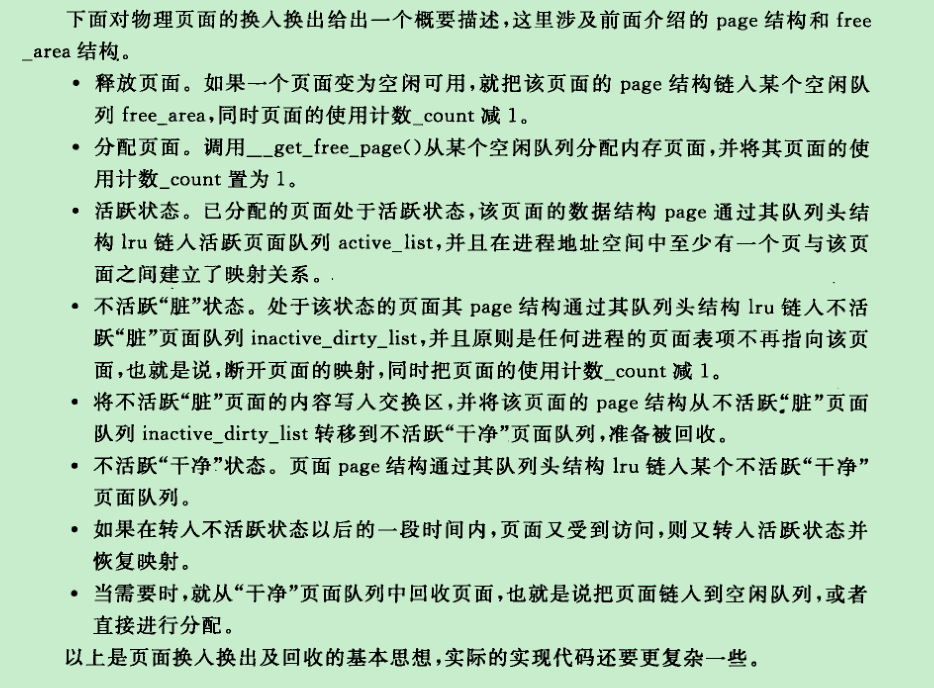 下面对物理页面的换入换出给出一个概要描述,这里涉及前面介绍的 page 结构和 free
_area 结构。
• 释放页面。如果一个页面变为空闲可用,就把该页面的 page 结构链入某个空闲队
列 free_area,同时页面的使用计数_count 减 1。
• 分配页面。调用__get_free_page()从某个空闲队列分配内存页面,并将其页面的使
用计数_count 置为 1。
• 活跃状态。已分配的页面处于活跃状态,该页面的数据结构 page 通过其队列头结
构 lru 链入活跃页面队列 active_list,并且在进程地址空间中至少有一个页与该页
面之间建立了映射关系。
• 不活跃“脏”状态。处于该状态的页面其 page 结构通过其队列头结构 lru 链入不活
跃“脏”页面队列 inactive_dirty_list,并且原则是任何进程的页面表项不再指向该页
面,也就是说,断开页面的映射,同时把页面的使用计数_count 减 1。
• 将不活跃“脏”页面的内容写入交换区,并将该页面的 page 结构从不活跃“脏”页面
队列 inactive_dirty_list 转移到不活跃“干净”页面队列,准备被回收。
• 不活跃“干净”状态。页面 page 结构通过其队列头结构 lru 链入某个不活跃“干净”
页面队列。
• 如果在转入不活跃状态以后的一段时间内,页面又受到访问,则又转入活跃状态并
恢复映射。
• 当需要时,就从“干净”页面队列中回收页面,也就是说把页面链入到空闲队列,或者
直接进行分配。
以上是页面换入换出及回收的基本思想,实际的实现代码还要更复杂一些。